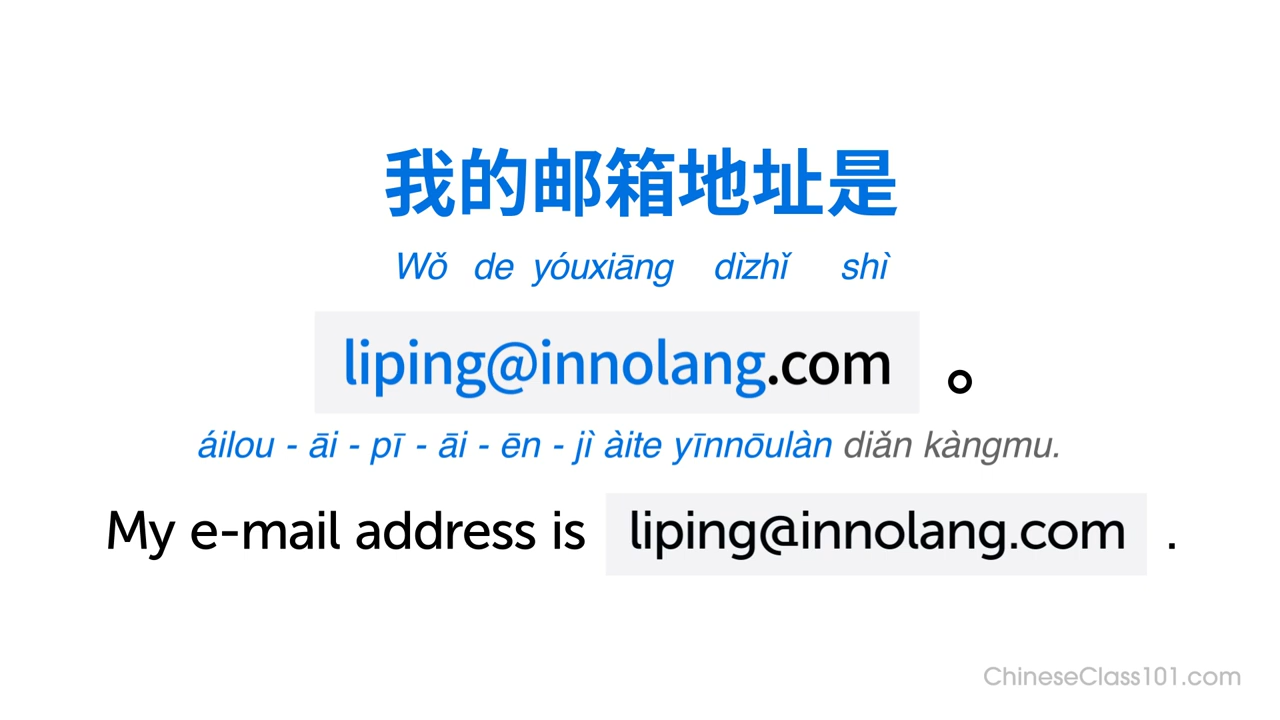 我的邮箱地址是
Wǒ de yóuxiāng dìzhǐ shì
liping@innolang.com 。
áilou - āi - pī - āi - ēn - jì àite yīnnōulàn diǎn kàngmu.
My e-mail address is liping@innolang.com .
ChineseClass101.com